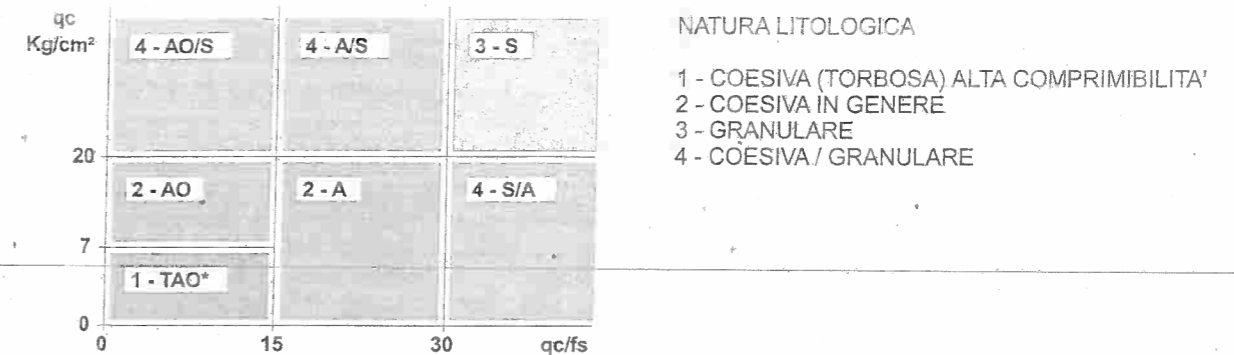 qc
Kg/cm²
4 - AO/S
4 - A/S
3 - S
20
2 - AO
2 - A
4 - S/A
7
1 - TAO*
0
0
15
30
qc/fs
NATURA LITOLOGICA
1 - COESIVA (TORBOSA) ALTA COMPRIMIBILITA'
2 - COESIVA IN GENERE
3 - GRANULARE
4 - COESIVA / GRANULARE